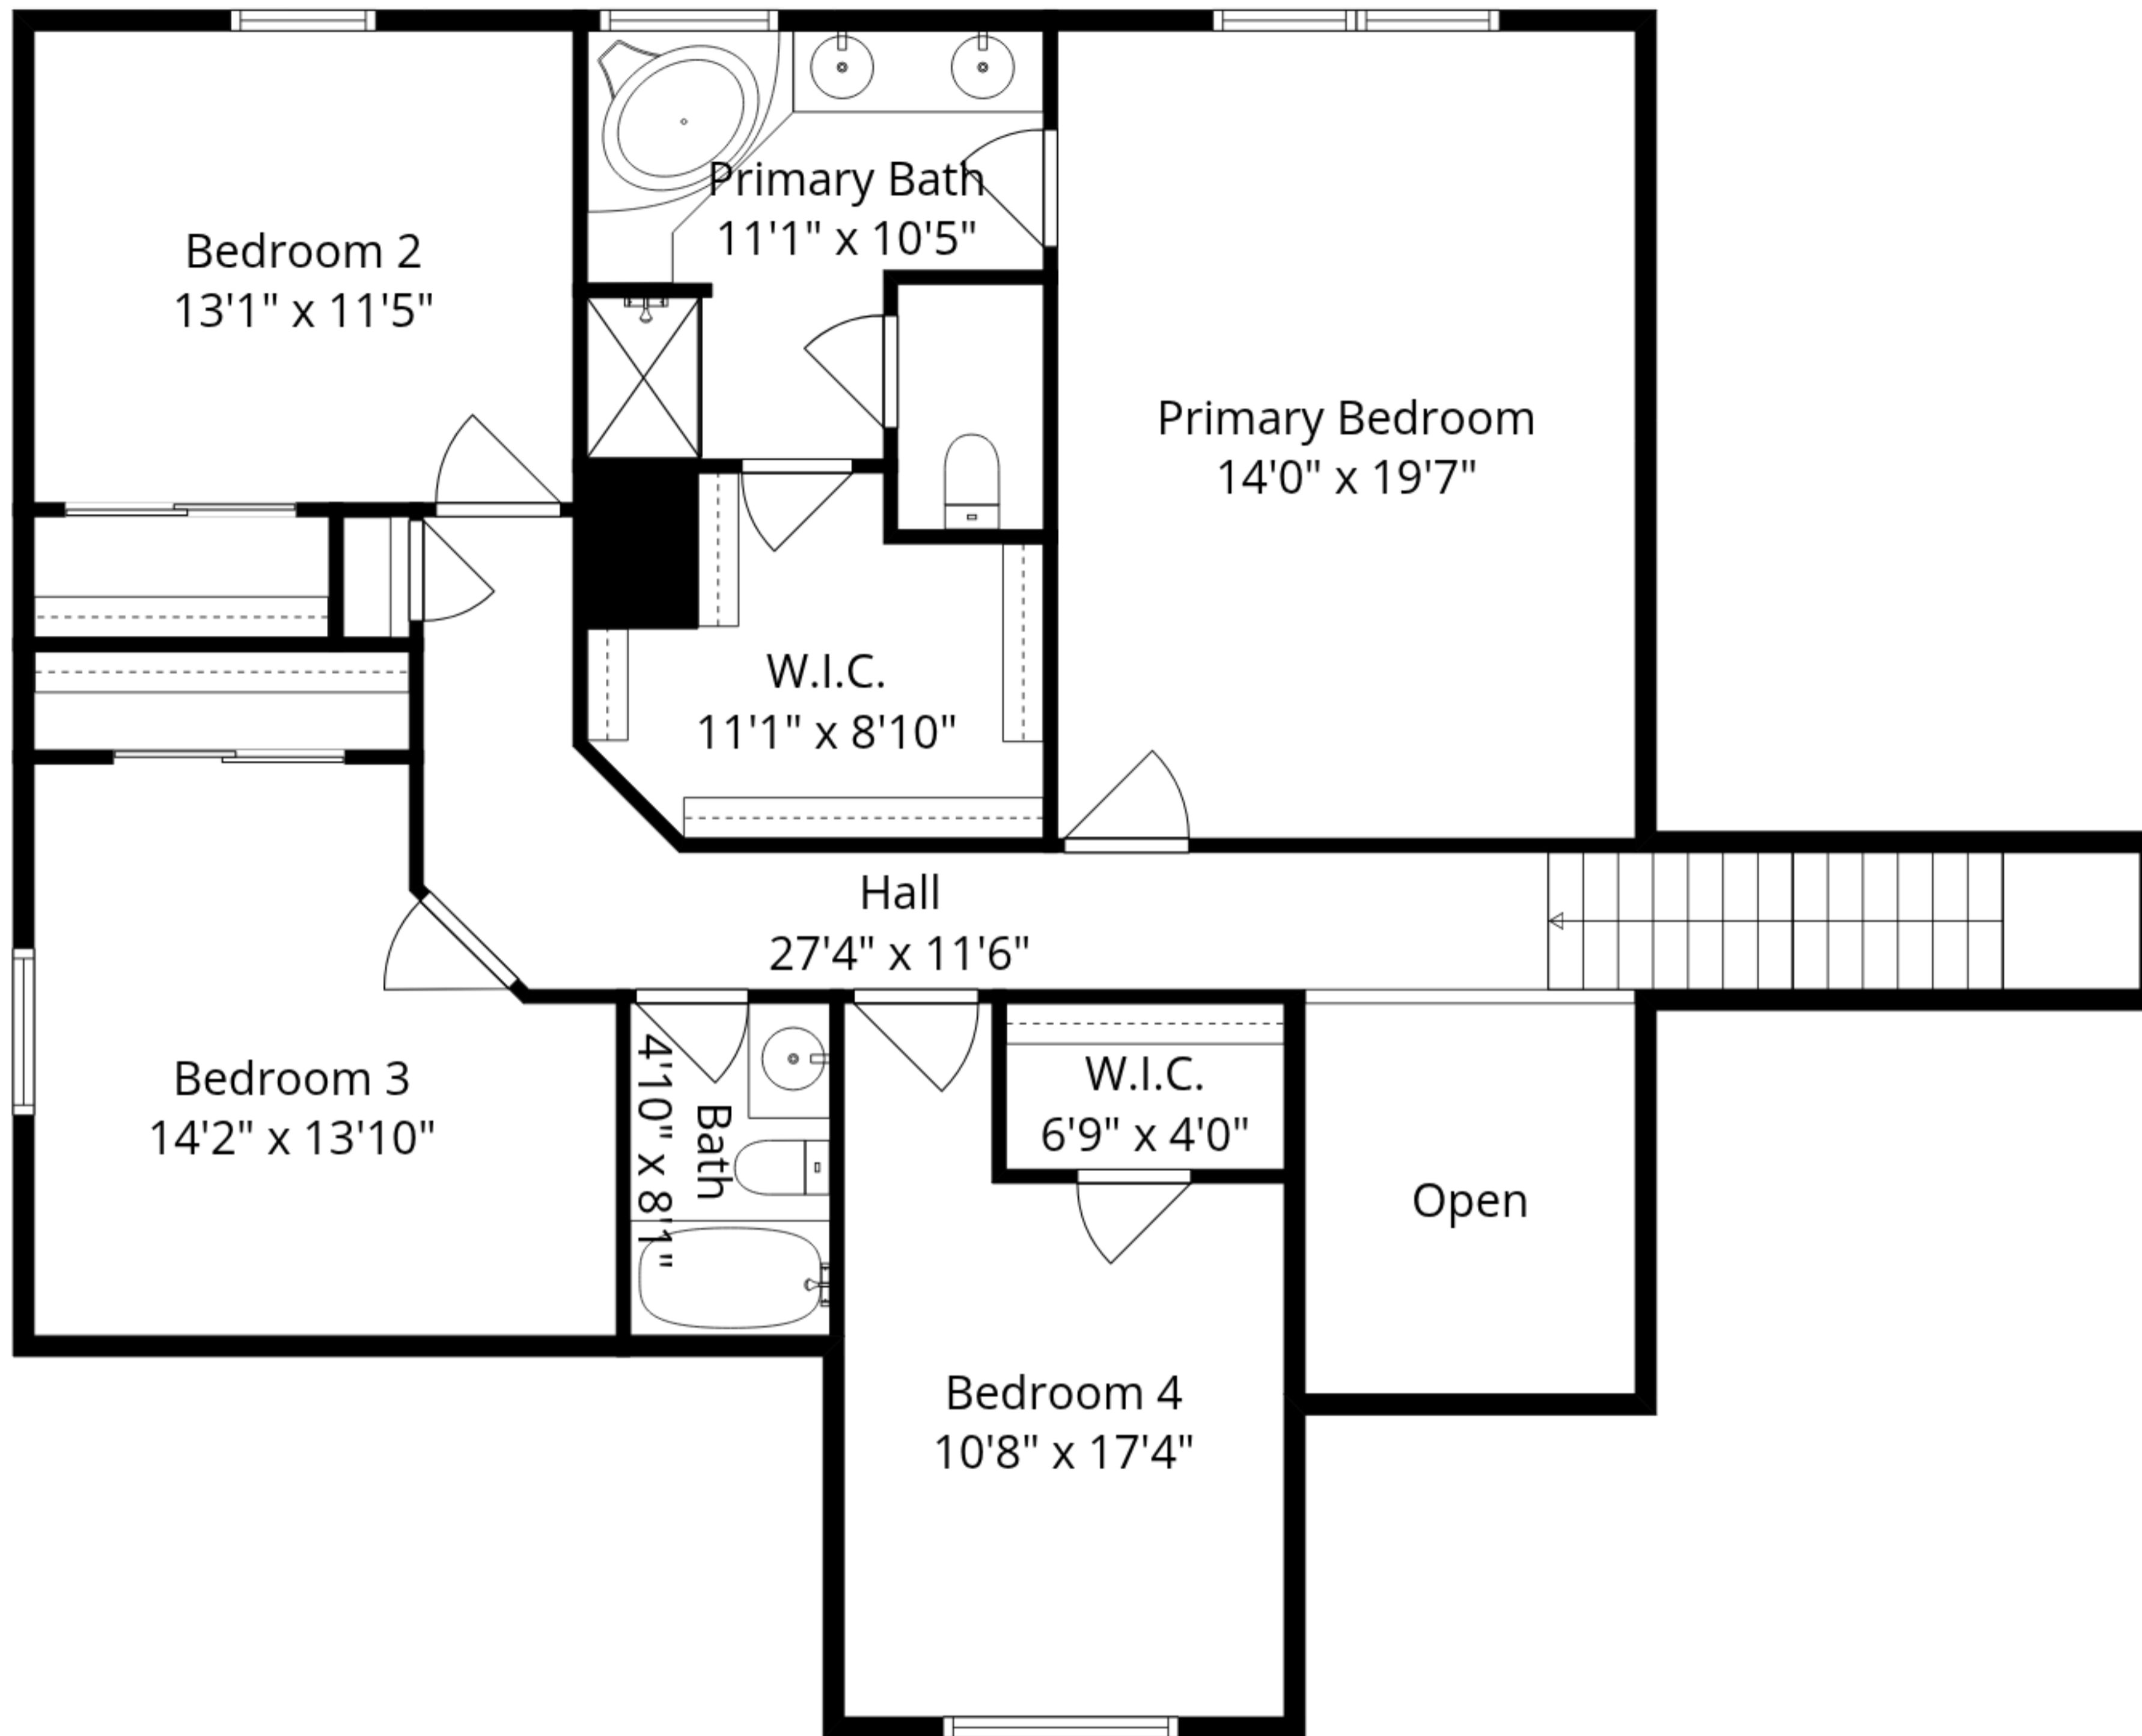 Primary Bath
11'1" x 10'5"
Bedroom 2
13'1" x 11'5"
Primary Bedroom
14'0" x 19'7"
W.I.C.
11'1" x 8'10"
Hall
27'4" x 11'6"
Bedroom 3
14'2" x 13'10"
Bath
4'10" x 8'1"
W.I.C.
6'9" x 4'0"
Open
Bedroom 4
10'8" x 17'4"